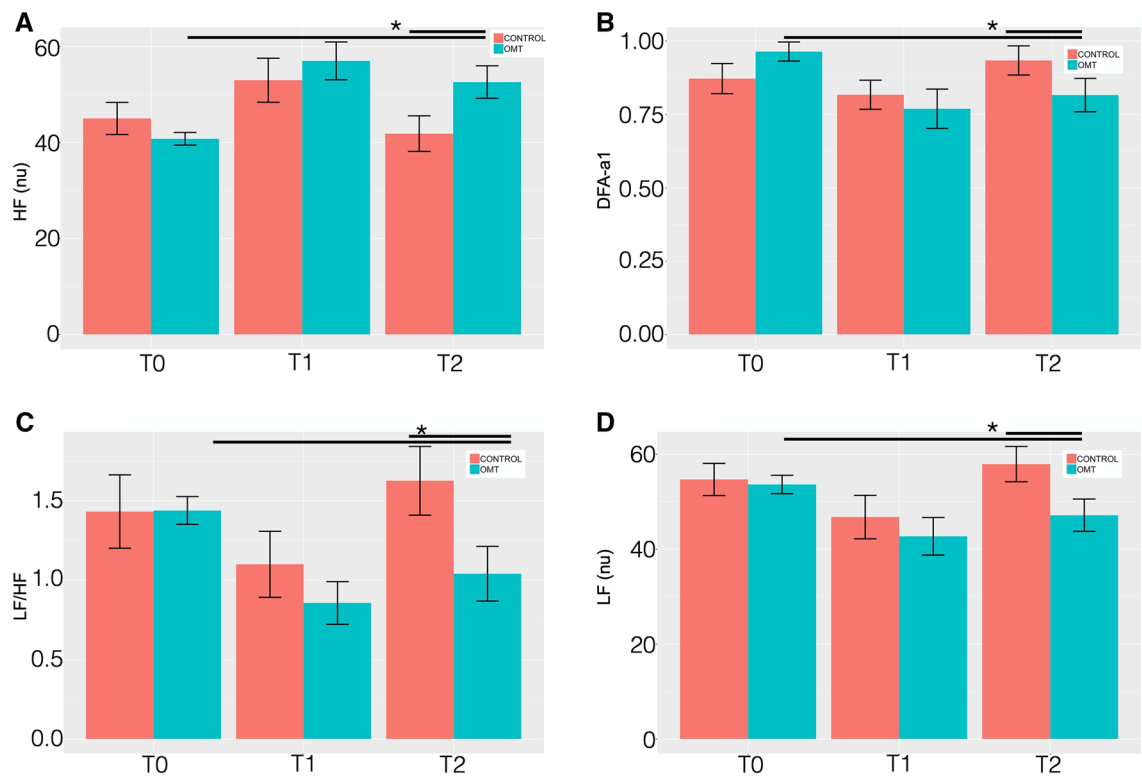 A
*
CONTROL
OMT
60
40
20
0
HF (nu)
T0
T1
T2
B
*
CONTROL
OMT
1.00
0.75
0.50
0.25
0.00
DFA-a1
T0
T1
T2
C
*
CONTROL
OMT
1.5
1.0
0.5
0.0
LF/HF
T0
T1
T2
D
*
CONTROL
OMT
60
40
20
0
LF (nu)
T0
T1
T2